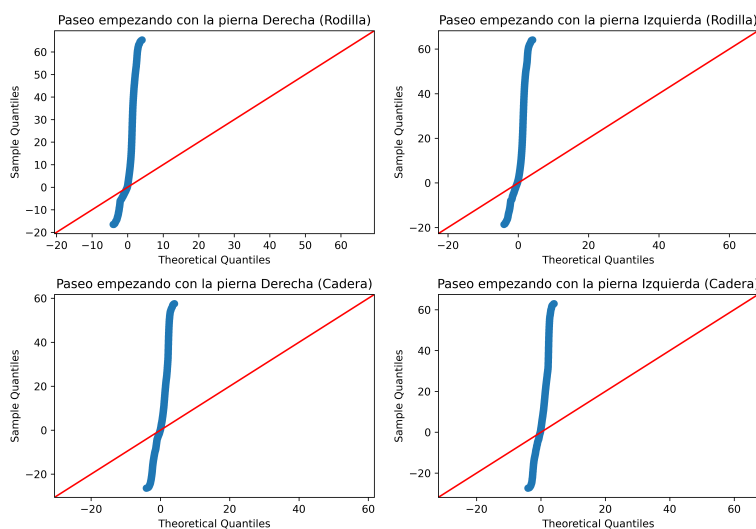 Paseo empezando con la pierna Derecha (Rodilla)
Sample Quantiles
60
50
40
30
20
10
0
−10
−20
−20 −10 0 10 20 30 40 50 60
Theoretical Quantiles
Paseo empezando con la pierna Izquierda (Rodilla)
Sample Quantiles
60
40
20
0
−20
−20 0 20 40 60
Theoretical Quantiles
Paseo empezando con la pierna Derecha (Cadera)
Sample Quantiles
60
40
20
0
−20
−20 0 20 40 60
Theoretical Quantiles
Paseo empezando con la pierna Izquierda (Cadera)
Sample Quantiles
60
40
20
0
−20
−20 0 20 40 60
Theoretical Quantiles